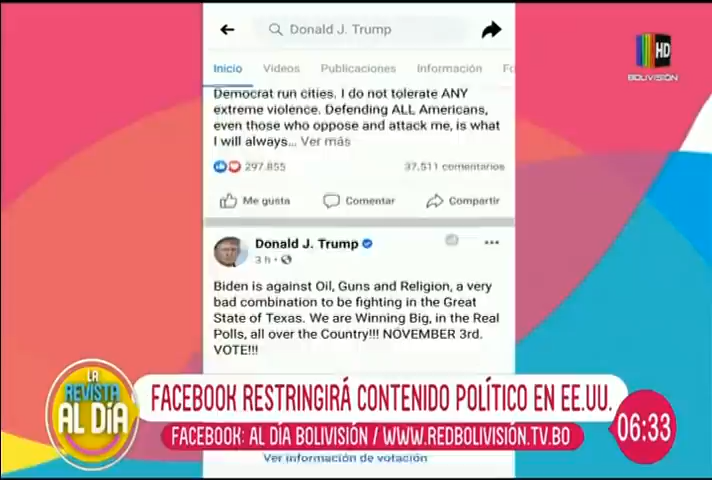 Donald J. Trump
HD
BOLIVISIÓN
Inicio Videos Publicaciones Información Fo
Democrat run cities. I do not tolerate ANY
extreme violence. Defending ALL Americans,
even those who oppose and attack me, is what
I will always... Ver más
297.855 37.511 comentarios
Me gusta Comentar Compartir
Donald J. Trump
3 h
Biden is against Oil, Guns and Religion, a very
bad combination to be fighting in the Great
State of Texas. We are Winning Big, in the Real
Polls, all over the Country!!! NOVEMBER 3rd.
VOTE!!!
LA
REVISTA
AL DÍA
FACEBOOK RESTRINGIRÁ CONTENIDO POLÍTICO EN EE.UU.
FACEBOOK: AL DÍA BOLIVISIÓN / WWW.REDBOLIVISIÓN.TV.BO
06:33
Ver información de votación